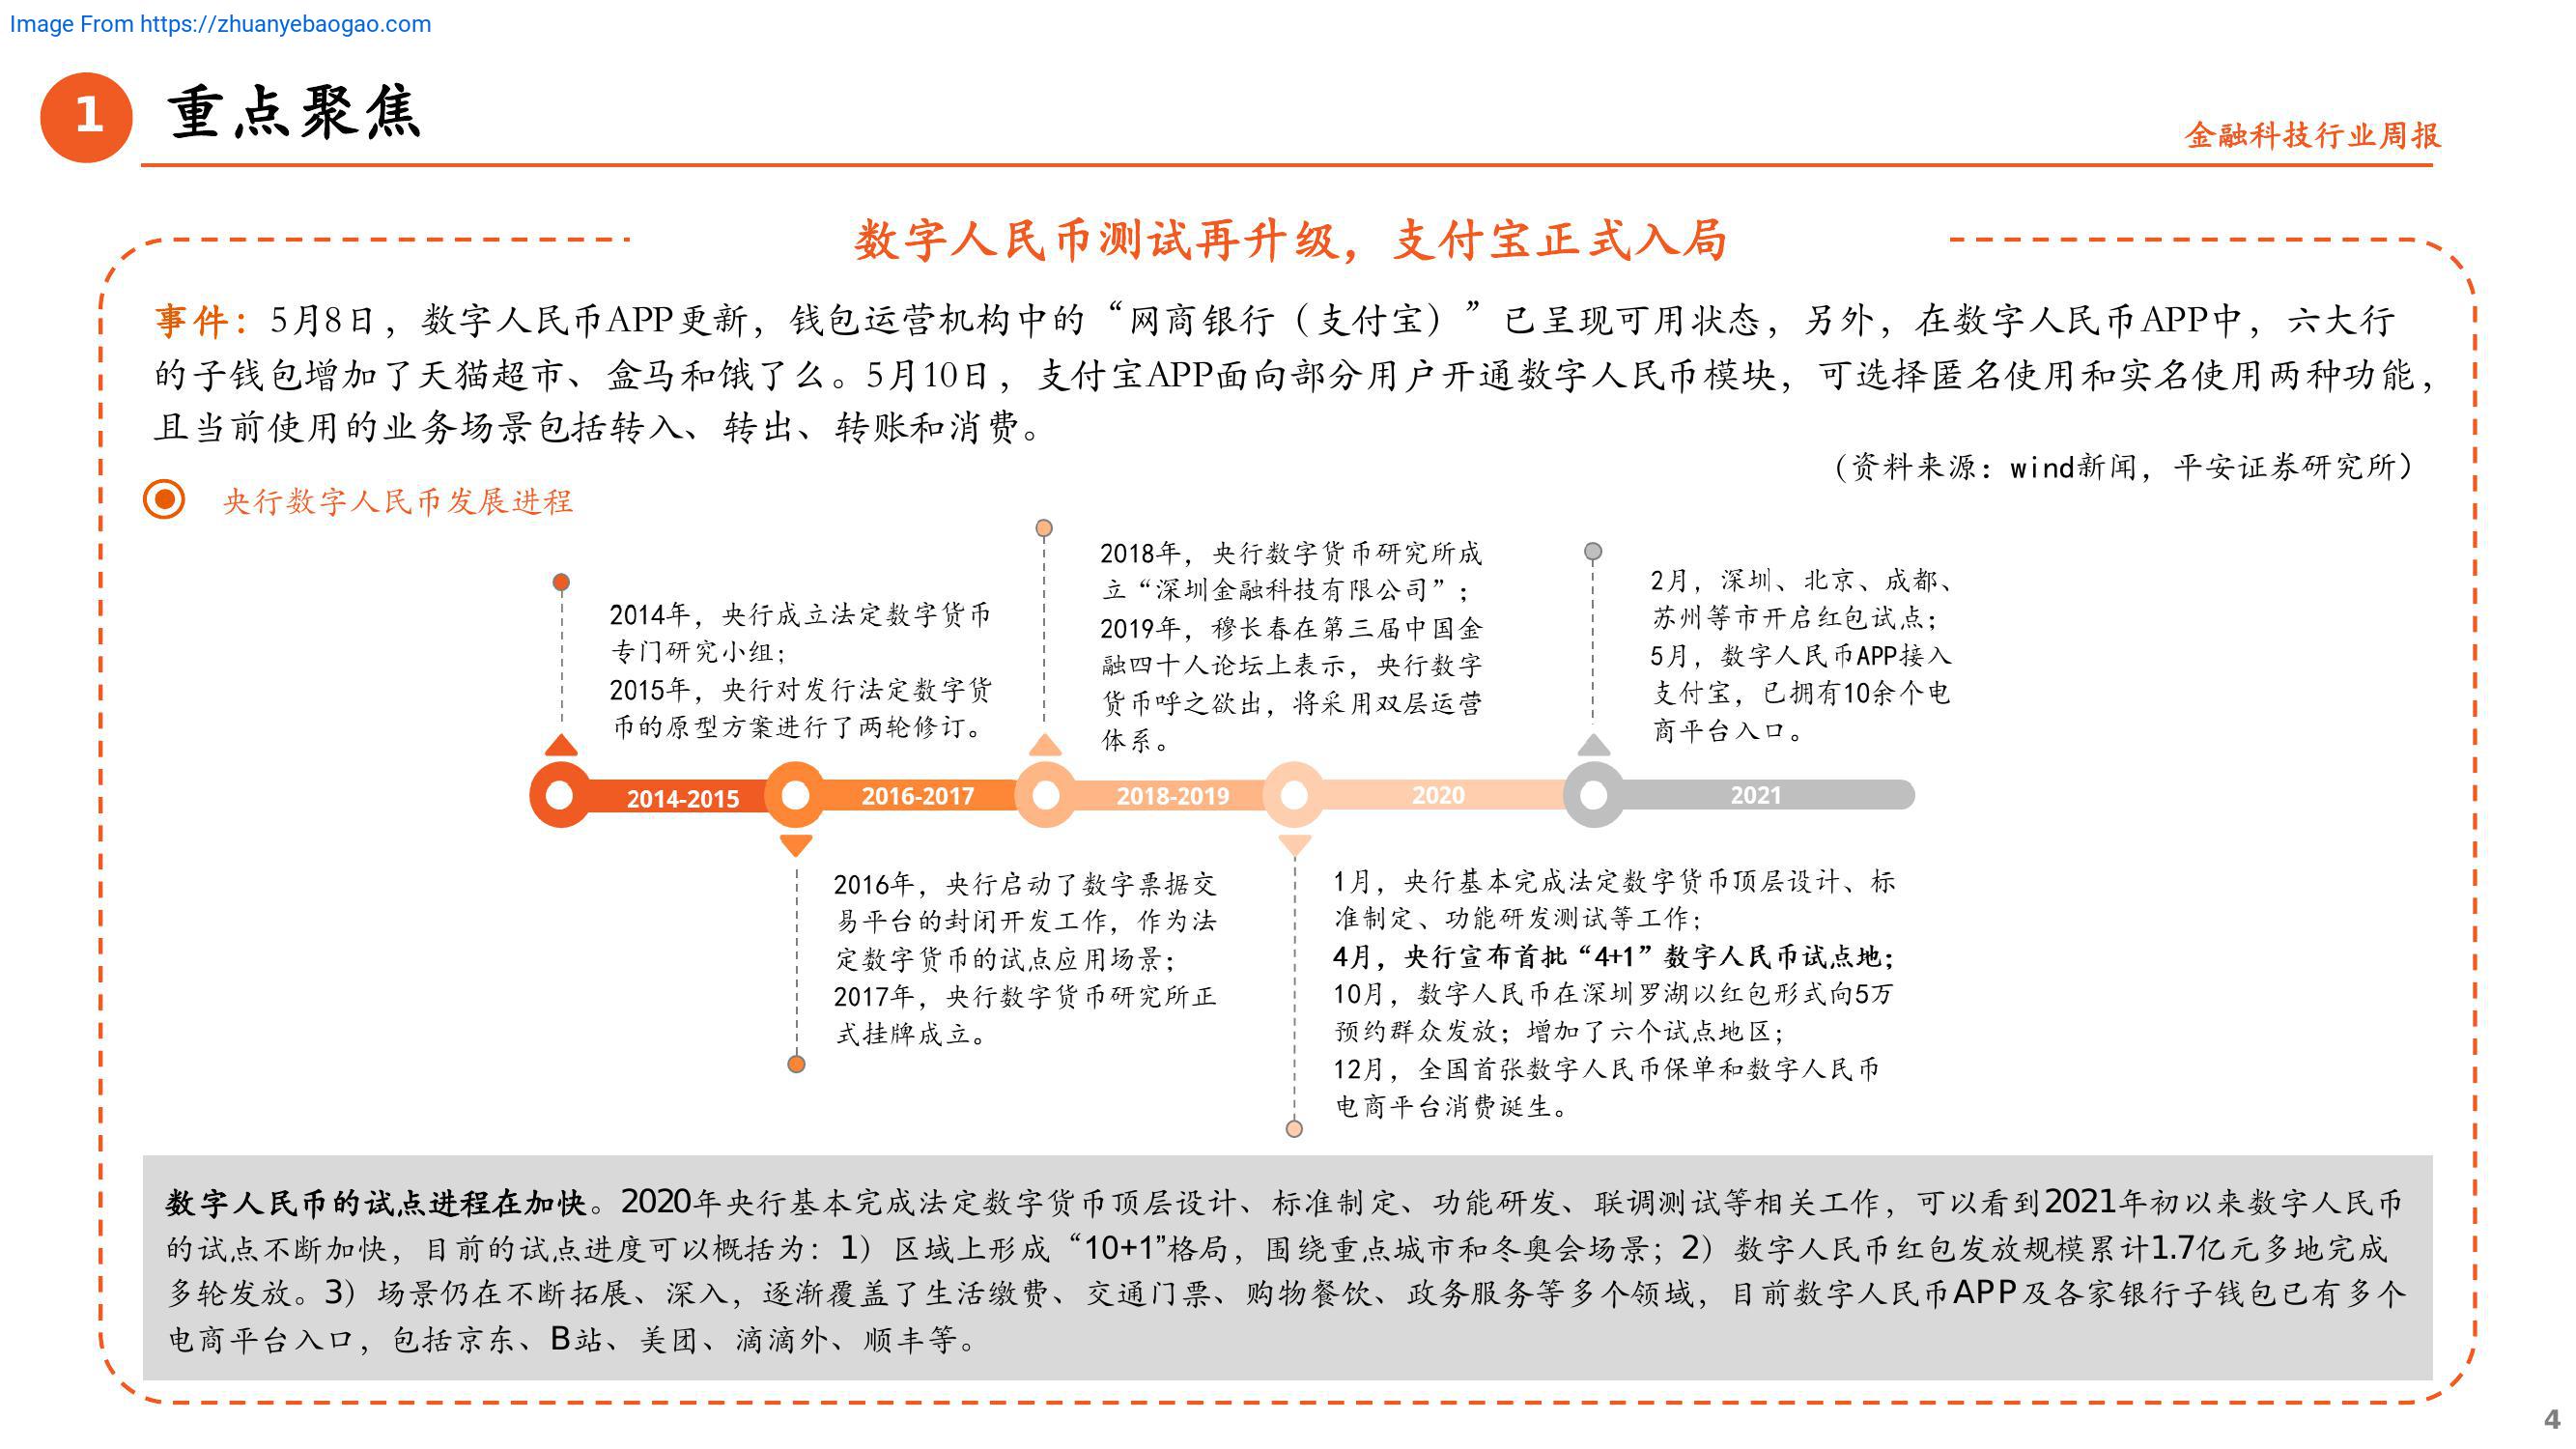 Image From https://zhuanyebaogao.com
1
重点聚焦
金融科技行业周报
数字人民币测试再升级，支付宝正式入局
事件：5月8日，数字人民币APP更新，钱包运营机构中的“网商银行（支付宝）”已呈现可用状态，另外，在数字人民币APP中，六大行
的子钱包增加了天猫超市、盒马和饿了么。5月10日，支付宝APP面向部分用户开通数字人民币模块，可选择匿名使用和实名使用两种功能，
且当前使用的业务场景包括转入、转出、转账和消费。
（资料来源：wind新闻，平安证券研究所）
央行数字人民币发展进程
2014年，央行成立法定数字货币
专门研究小组；
2015年，央行对发行法定数字货
币的原型方案进行了两轮修订。
2018年，央行数字货币研究所成
立“深圳金融科技有限公司”；
2019年，穆长春在第三届中国金
融四十人论坛上表示，央行数字
货币呼之欲出，将采用双层运营
体系。
2月，深圳、北京、成都、
苏州等市开启红包试点；
5月，数字人民币APP接入
支付宝，已拥有10余个电
商平台入口。
2014-2015
2016-2017
2018-2019
2020
2021
2016年，央行启动了数字票据交
易平台的封闭开发工作，作为法
定数字货币的试点应用场景；
2017年，央行数字货币研究所正
式挂牌成立。
1月，央行基本完成法定数字货币顶层设计、标
准制定、功能研发测试等工作；
4月，央行宣布首批“4+1”数字人民币试点地；
10月，数字人民币在深圳罗湖以红包形式向5万
预约群众发放；增加了六个试点地区；
12月，全国首张数字人民币保单和数字人民币
电商平台消费诞生。
数字人民币的试点进程在加快。2020年央行基本完成法定数字货币顶层设计、标准制定、功能研发、联调测试等相关工作，可以看到2021年初以来数字人民币
的试点不断加快，目前的试点进度可以概括为：1）区域上形成“10+1”格局，围绕重点城市和冬奥会场景；2）数字人民币红包发放规模累计1.7亿元多地完成
多轮发放。3）场景仍在不断拓展、深入，逐渐覆盖了生活缴费、交通门票、购物餐饮、政务服务等多个领域，目前数字人民币APP及各家银行子钱包已有多个
电商平台入口，包括京东、B站、美团、滴滴外、顺丰等。
4